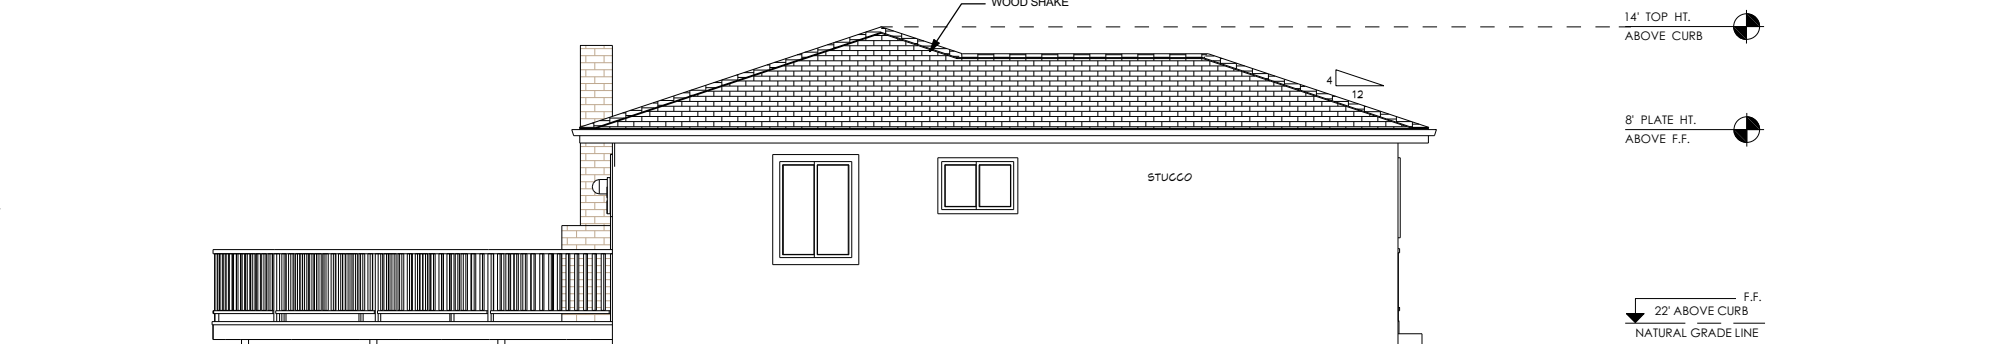 WOOD SHAKE
14' TOP HT.
ABOVE CURB
4
12
8' PLATE HT.
ABOVE F.F.
STUCCO
F.F.
22' ABOVE CURB
NATURAL GRADE LINE